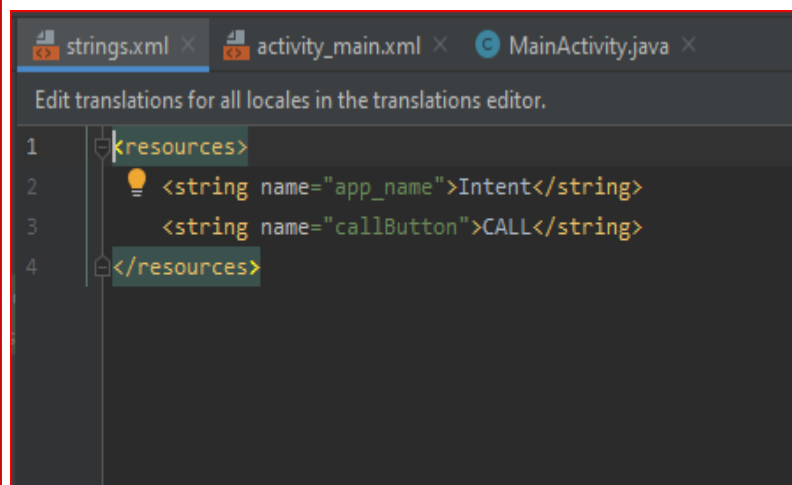 strings.xml activity_main.xml MainActivity.java
Edit translations for all locales in the translations editor.
1 <resources>
2 <string name="app_name">Intent</string>
3 <string name="callButton">CALL</string>
4 </resources>